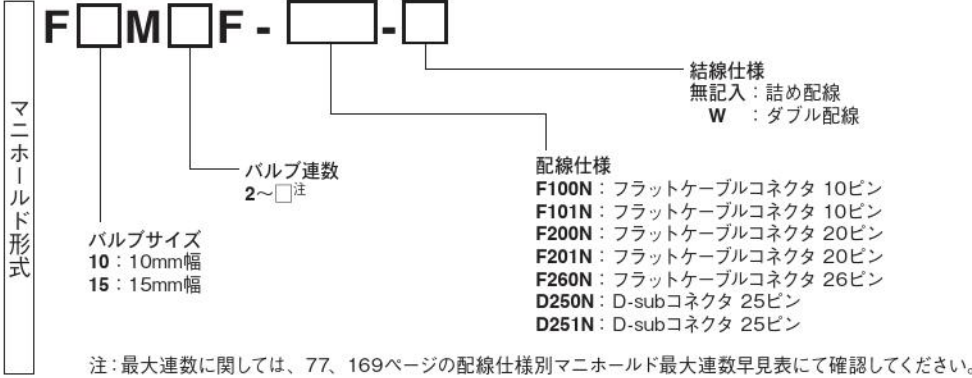 マニホールド形式
F□M□F-□-□
結線仕様
無記入：詰め配線
W：ダブル配線
バルブ連数
2～□注
配線仕様
F100N：フラットケーブルコネクタ 10ピン
F101N：フラットケーブルコネクタ 10ピン
F200N：フラットケーブルコネクタ 20ピン
F201N：フラットケーブルコネクタ 20ピン
F260N：フラットケーブルコネクタ 26ピン
D250N：D-subコネクタ 25ピン
D251N：D-subコネクタ 25ピン
バルブサイズ
10：10mm幅
15：15mm幅
注：最大連数に関しては、77、169ページの配線仕様別マニホールド最大連数早見表にて確認してください。